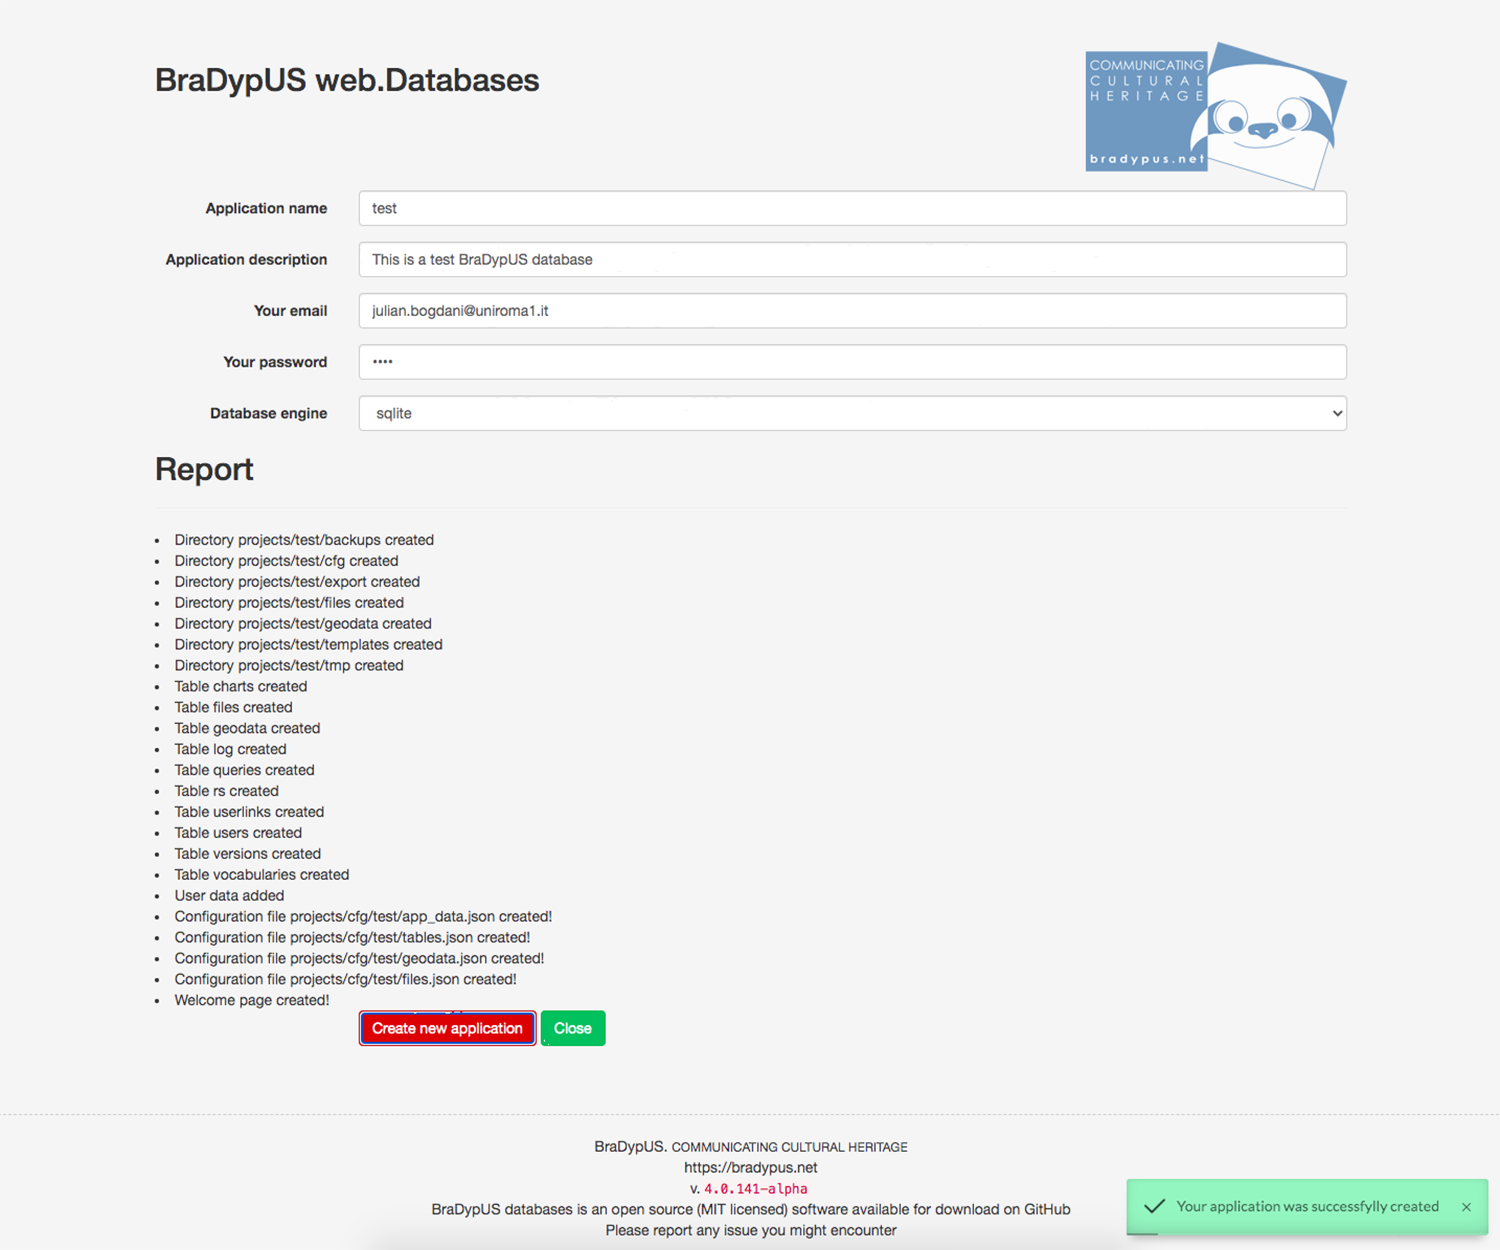 BraDypUS web.Databases
COMMUNICATING
CULTURAL
HERITAGE
bradypus.net
Application name
test
Application description
This is a test BraDypUS database
Your email
julian.bogdani@uniroma1.it
Your password
••••
Database engine
sqlite
Report
• Directory projects/test/backups created
• Directory projects/test/cfg created
• Directory projects/test/export created
• Directory projects/test/files created
• Directory projects/test/geodata created
• Directory projects/test/templates created
• Directory projects/test/tmp created
• Table charts created
• Table files created
• Table geodata created
• Table log created
• Table queries created
• Table rs created
• Table userlinks created
• Table users created
• Table versions created
• Table vocabularies created
• User data added
• Configuration file projects/cfg/test/app_data.json created!
• Configuration file projects/cfg/test/tables.json created!
• Configuration file projects/cfg/test/geodata.json created!
• Configuration file projects/cfg/test/files.json created!
• Welcome page created!
Create new application
Close
BraDypUS. COMMUNICATING CULTURAL HERITAGE
https://bradypus.net
v. 4.0.141-alpha
BraDypUS databases is an open source (MIT licensed) software available for download on GitHub
Please report any issue you might encounter
Your application was successfylly created ×